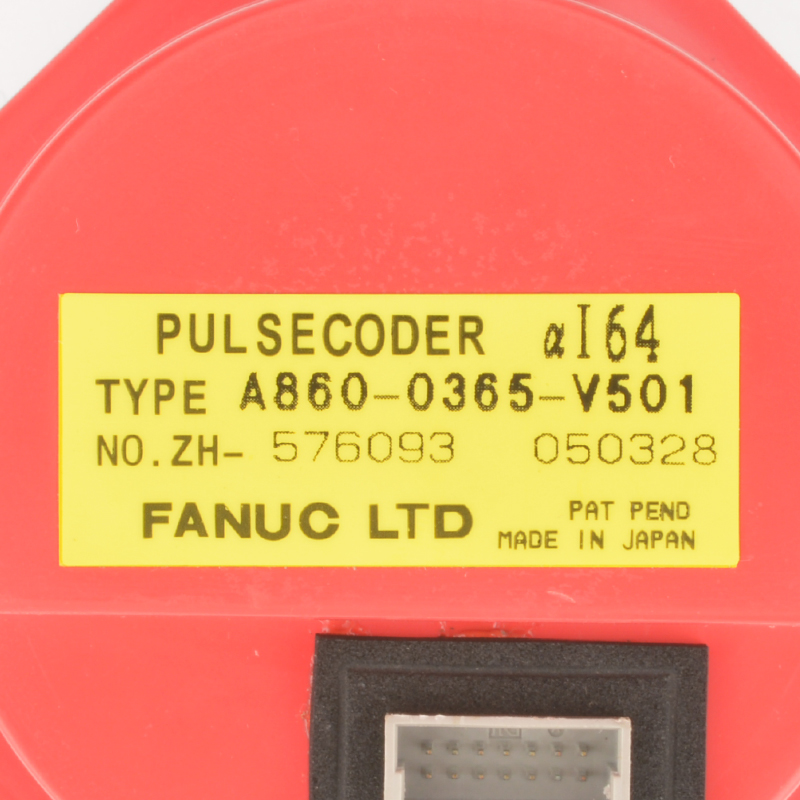 PULSECODER αI64
TYPE A860-0365-V501
NO.ZH- 576093 050328
FANUC LTD
PAT PEND
MADE IN JAPAN